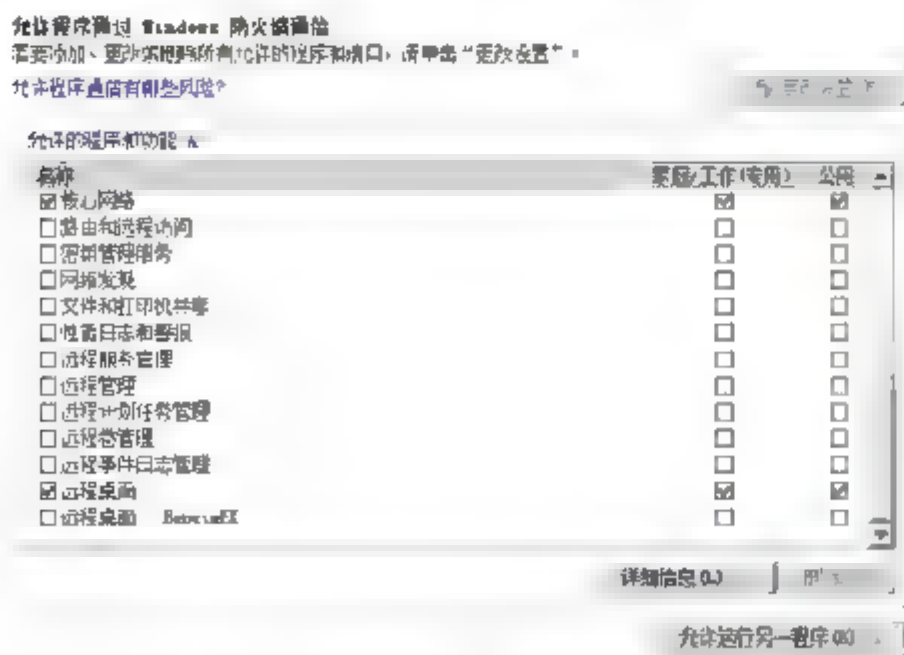 允许程序通过 Windows 防火墙通信
若要添加、更改或删除所有允许的程序和端口，请单击“更改设置”。
允许程序通信有哪些风险?
更改设置
允许的程序和功能(A):
名称 家庭/工作(专用) 公用
核心网络
路由和远程访问
密钥管理服务
网络发现
文件和打印机共享
性能日志和警报
远程服务管理
远程管理
远程计划任务管理
远程卷管理
远程事件日志管理
远程桌面
远程桌面 - RemoteFX
详细信息(L)
允许运行另一程序(R)